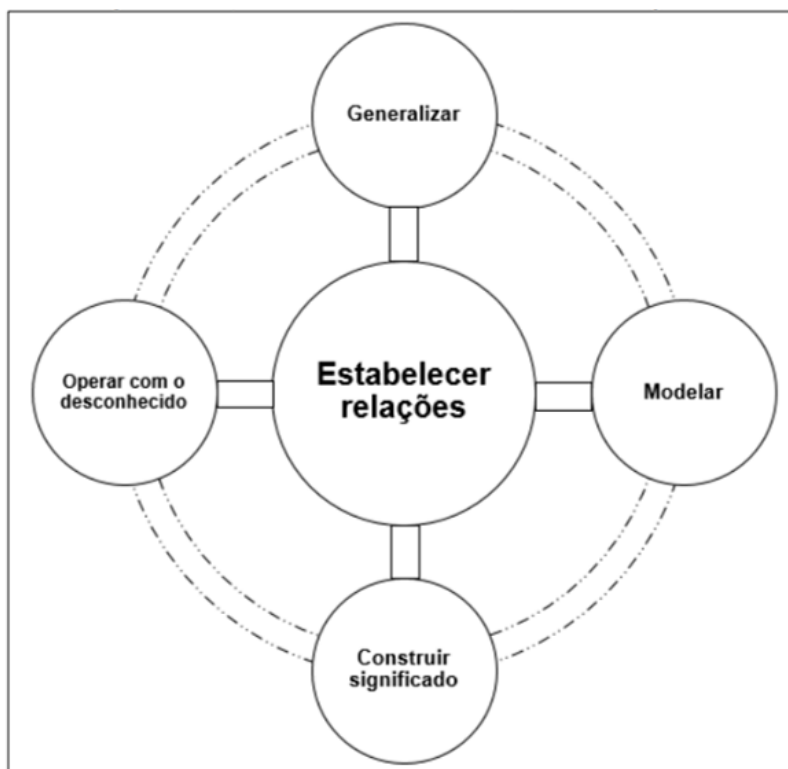 Generalizar
Operar com o
desconhecido
Estabelecer
relações
Modelar
Construir
significado